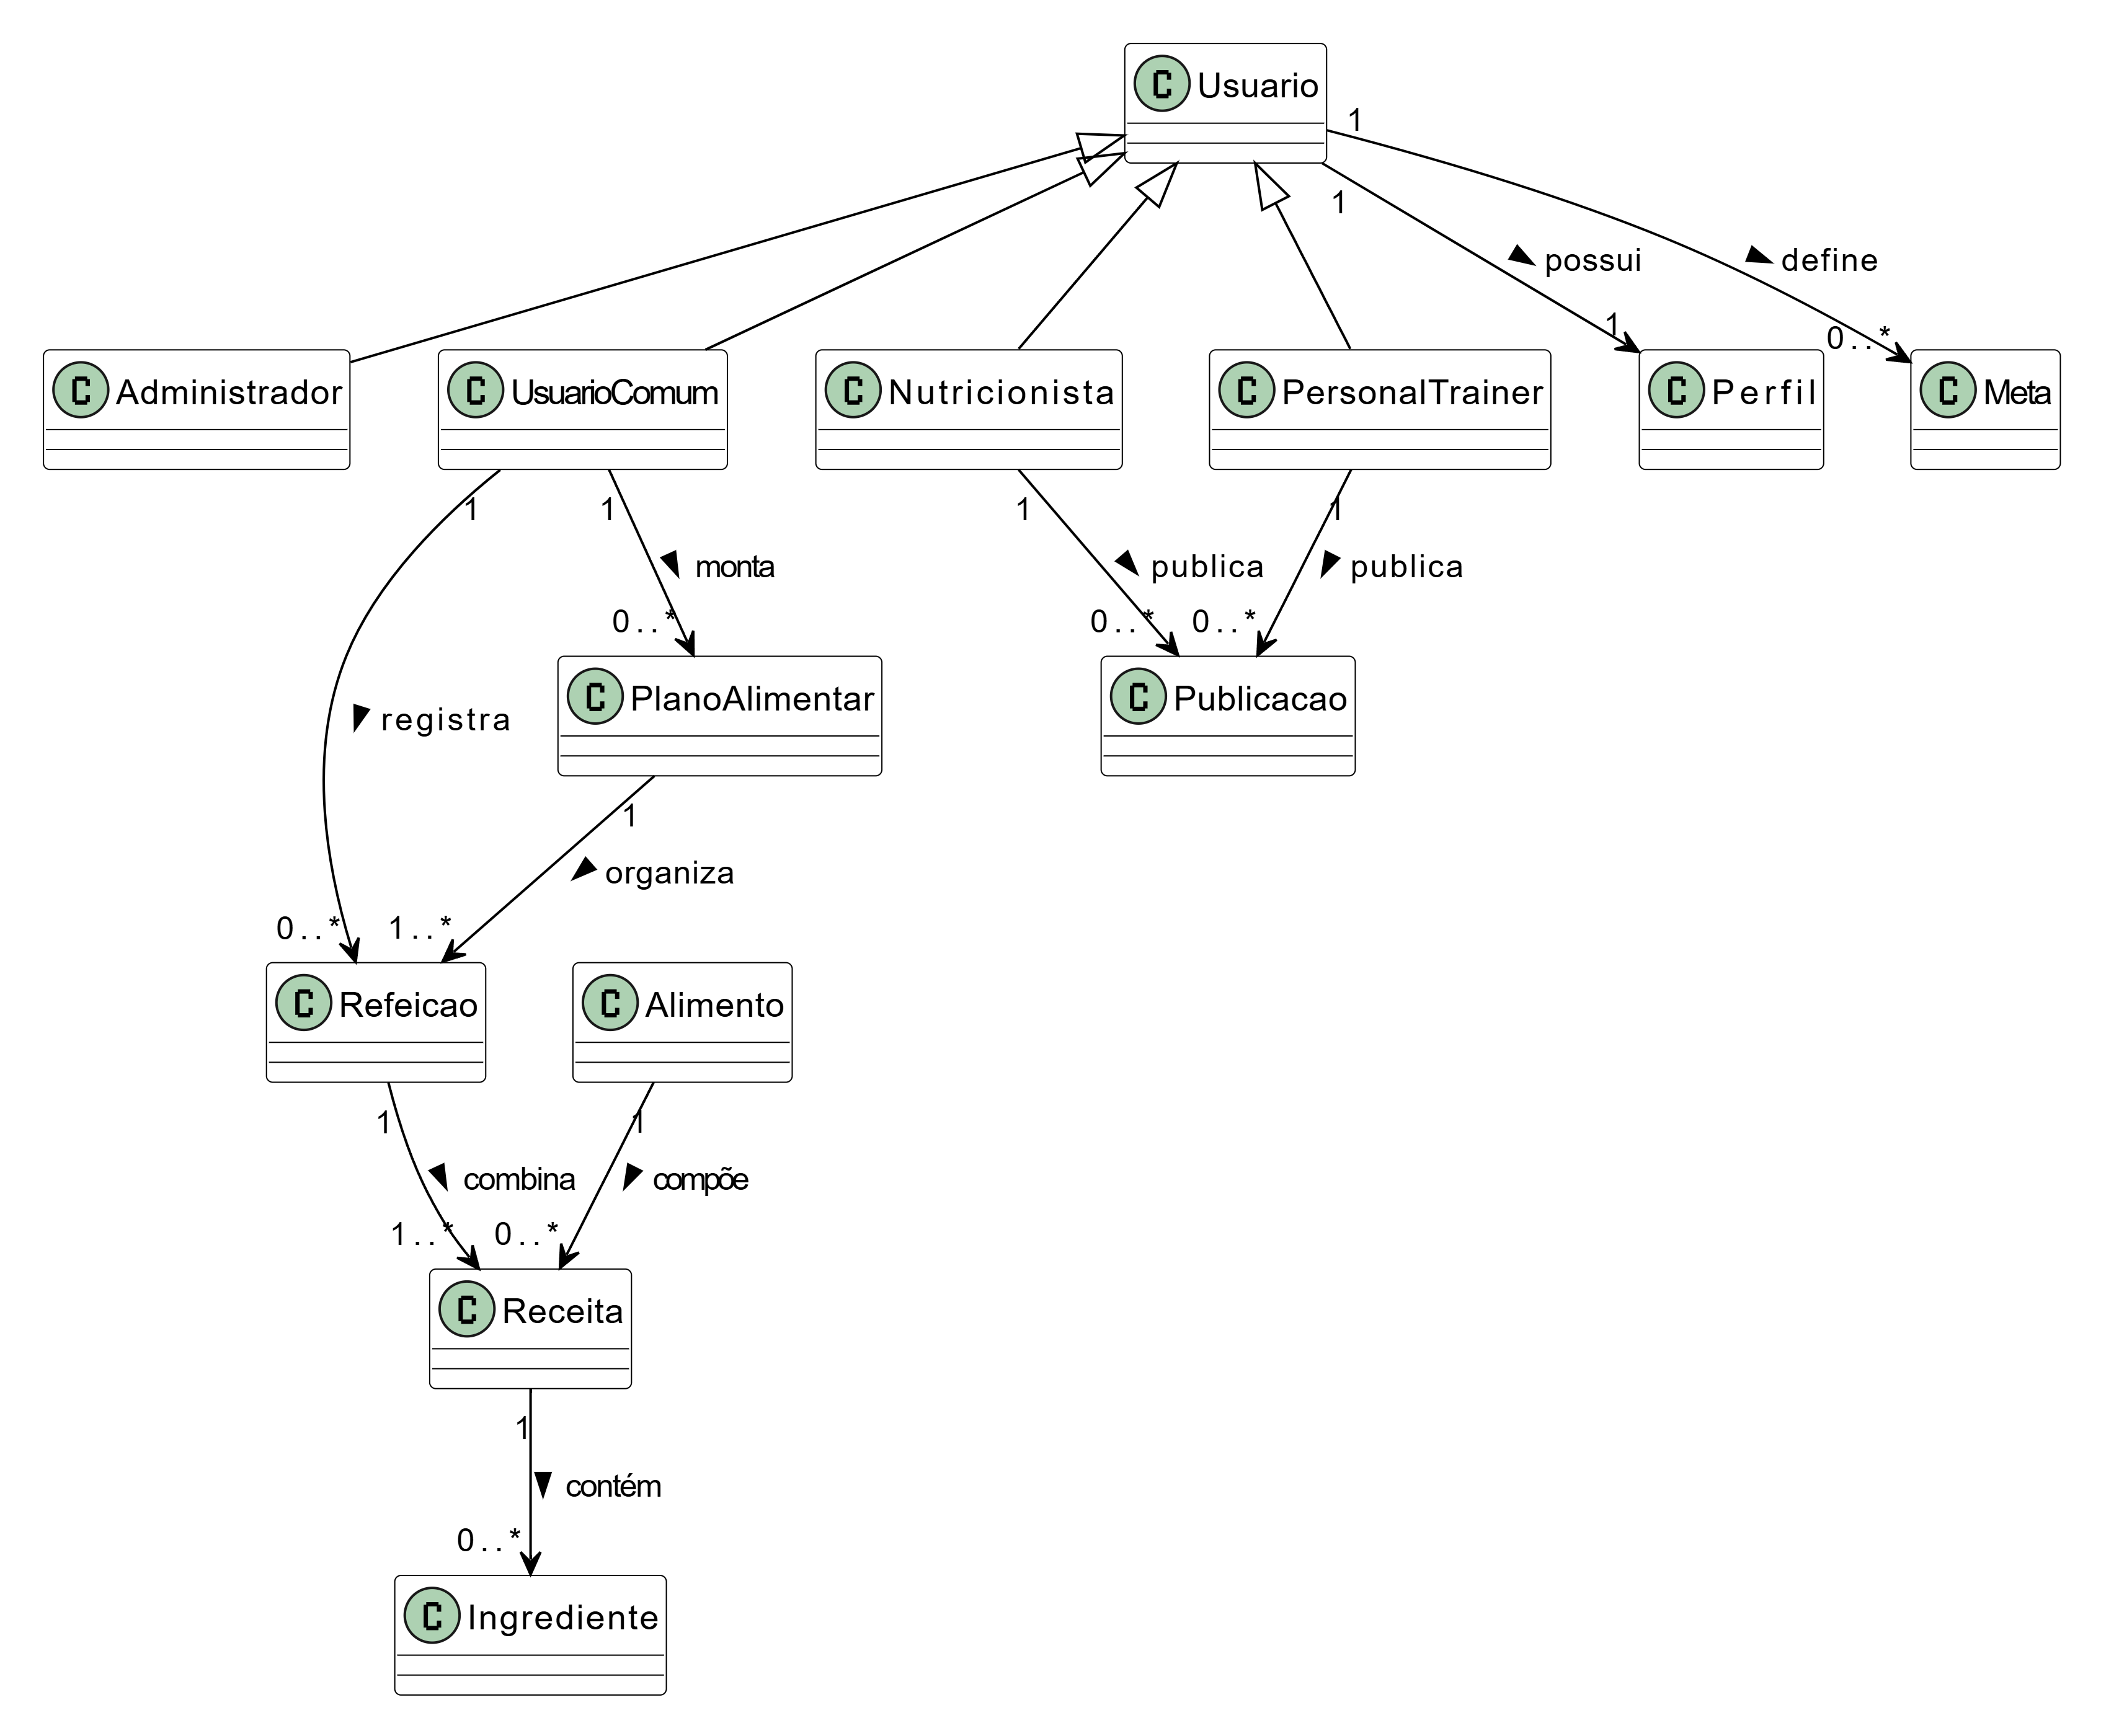 C Usuario
1
1
possui
define
1
0..*
C Administrador
C UsuarioComum
C Nutricionista
C PersonalTrainer
C Perfil
C Meta
1
1
1
1
monta
publica
publica
0..*
0..*
0..*
C PlanoAlimentar
C Publicacao
registra
1
organiza
0..*
1..*
C Refeicao
C Alimento
1
1
combina
compõe
1..*
0..*
C Receita
1
contém
0..*
C Ingrediente